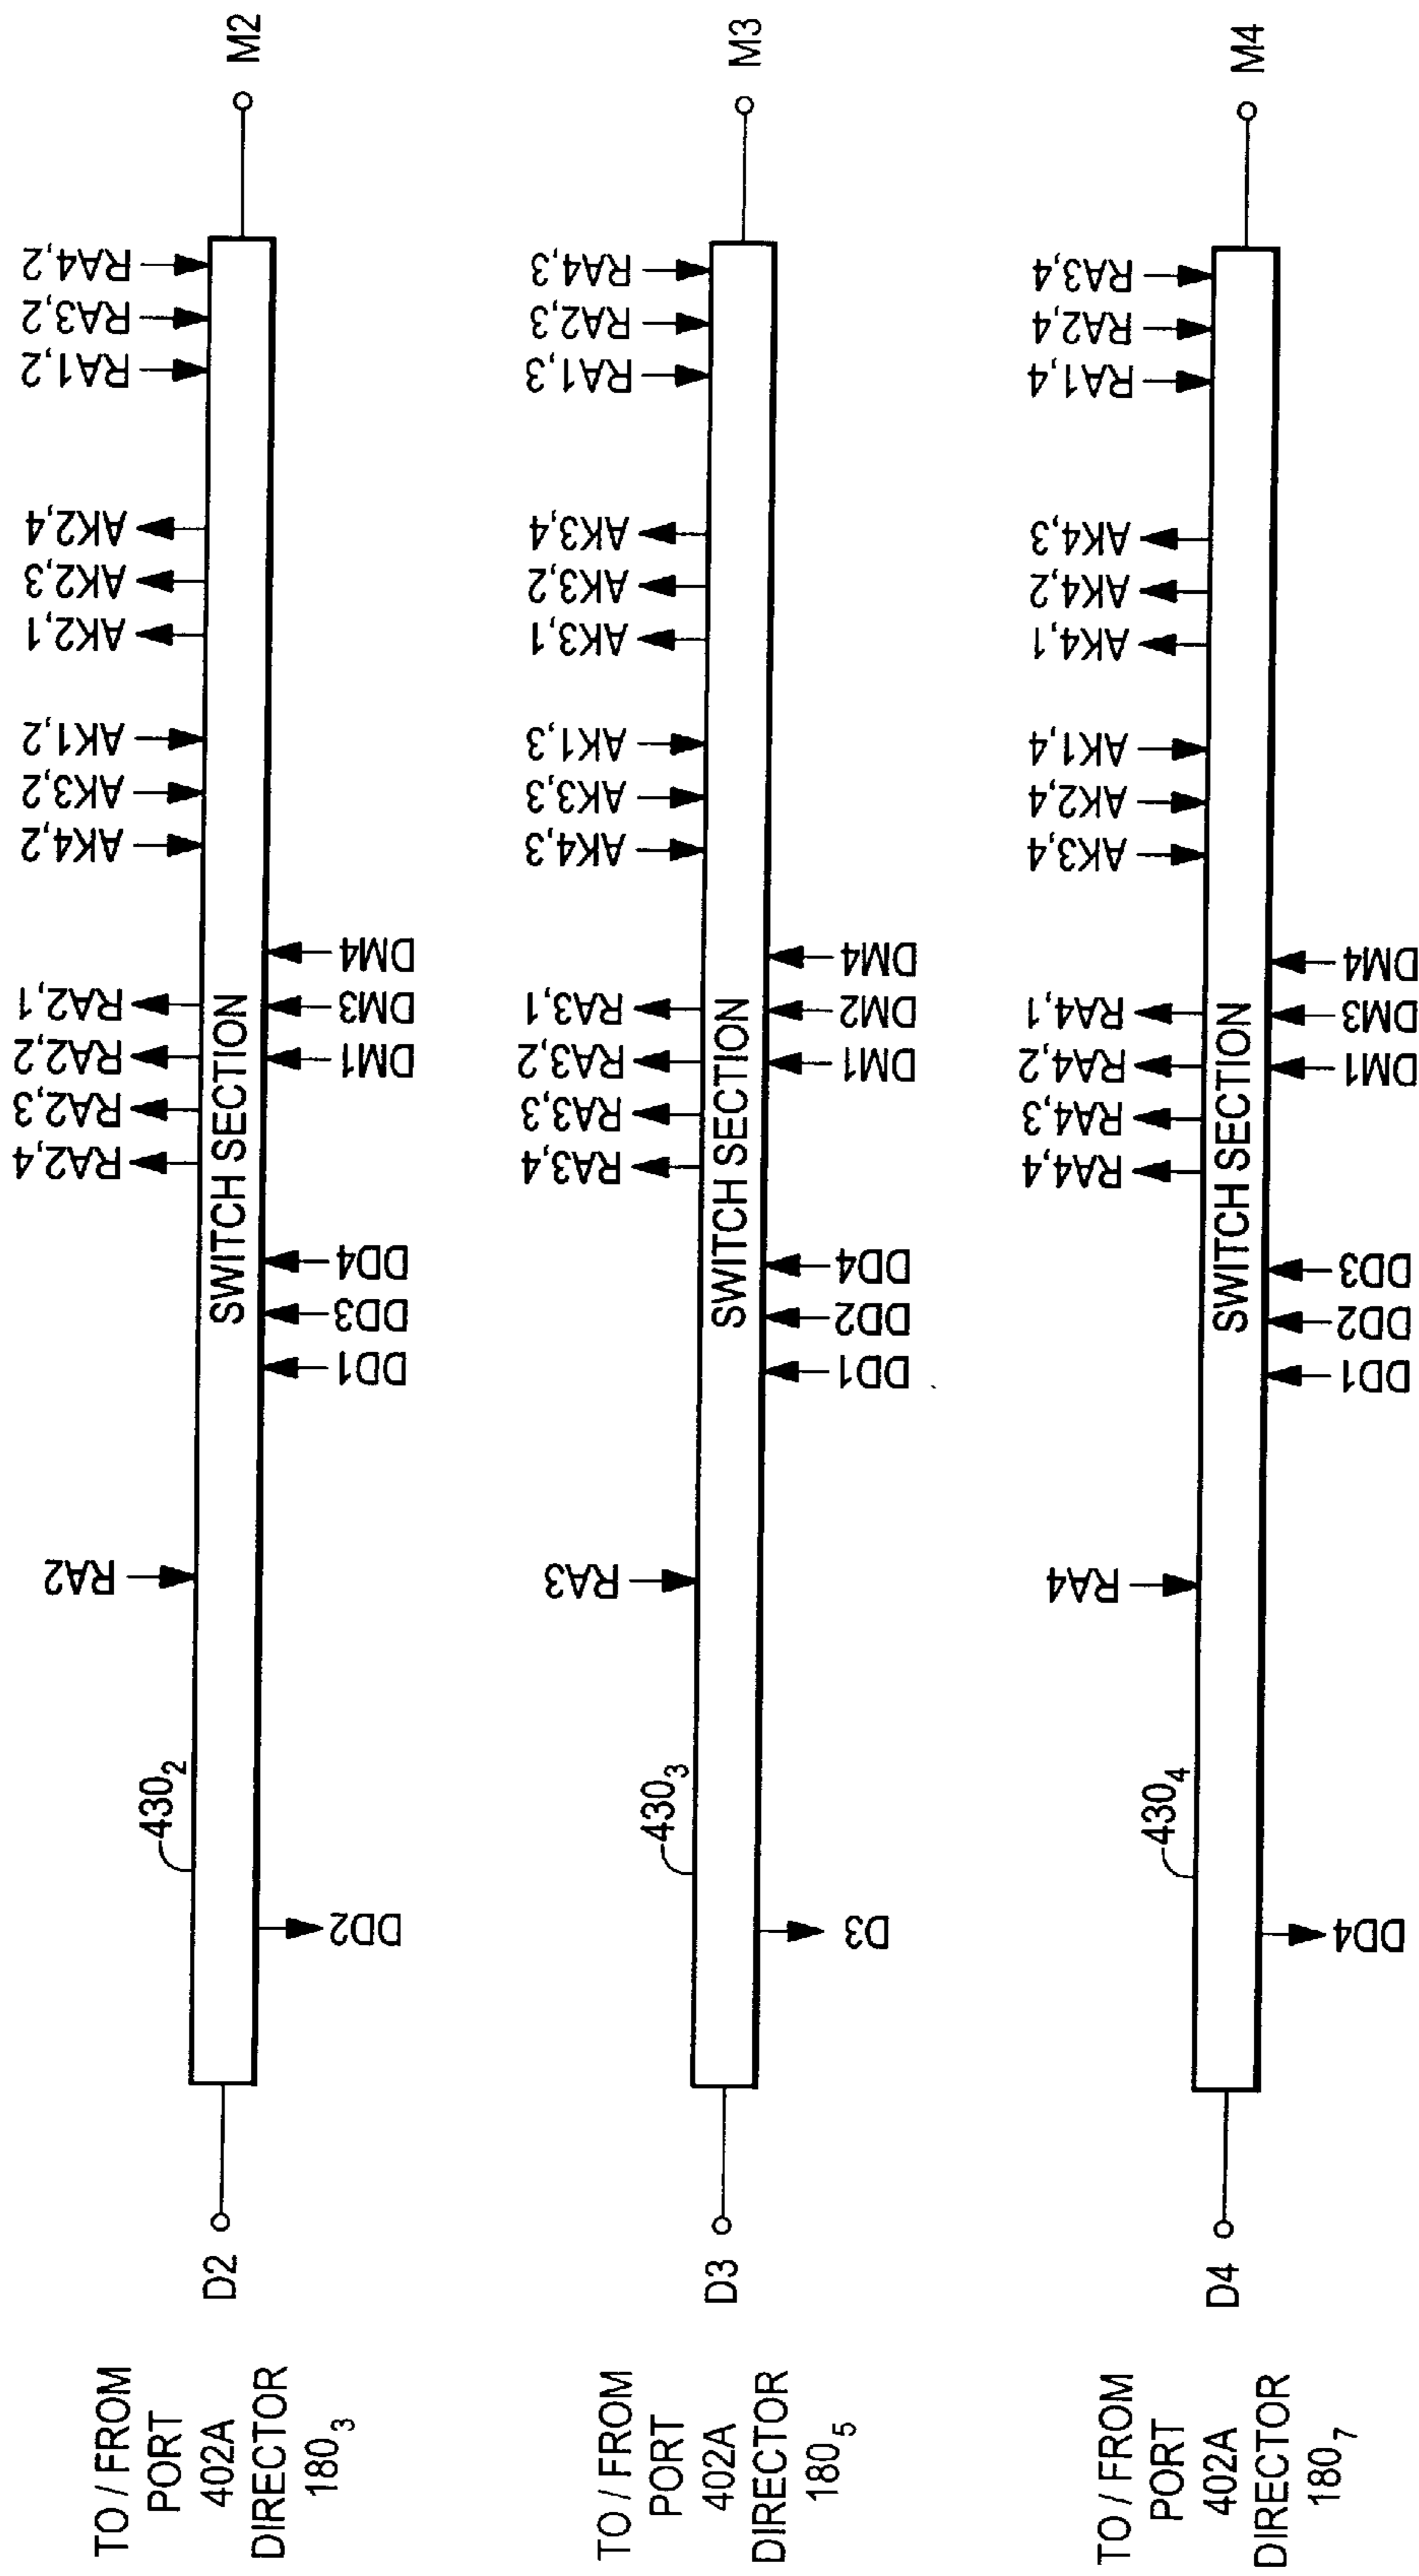 TO / FROM
PORT
402A
DIRECTOR
180₃
D2
430₂
DD2
RA2
DD1
DD3
DD4
SWITCH SECTION
RA2,4
RA2,3
RA2,2
RA2,1
DM1
DM3
DM4
AK4,2
AK3,2
AK1,2
AK2,1
AK2,3
AK2,4
RA1,2
RA3,2
RA4,2
M2
TO / FROM
PORT
402A
DIRECTOR
180₅
D3
430₃
D3
RA3
DD1
DD2
DD4
SWITCH SECTION
RA3,4
RA3,3
RA3,2
RA3,1
DM1
DM2
DM4
AK4,3
AK3,3
AK1,3
AK3,1
AK3,2
AK3,4
RA1,3
RA2,3
RA4,3
M3
TO / FROM
PORT
402A
DIRECTOR
180₇
D4
430₄
DD4
RA4
DD1
DD2
DD3
SWITCH SECTION
RA4,4
RA4,3
RA4,2
RA4,1
DM1
DM3
DM4
AK3,4
AK2,4
AK1,4
AK4,1
AK4,2
AK4,3
RA1,4
RA2,4
RA3,4
M4